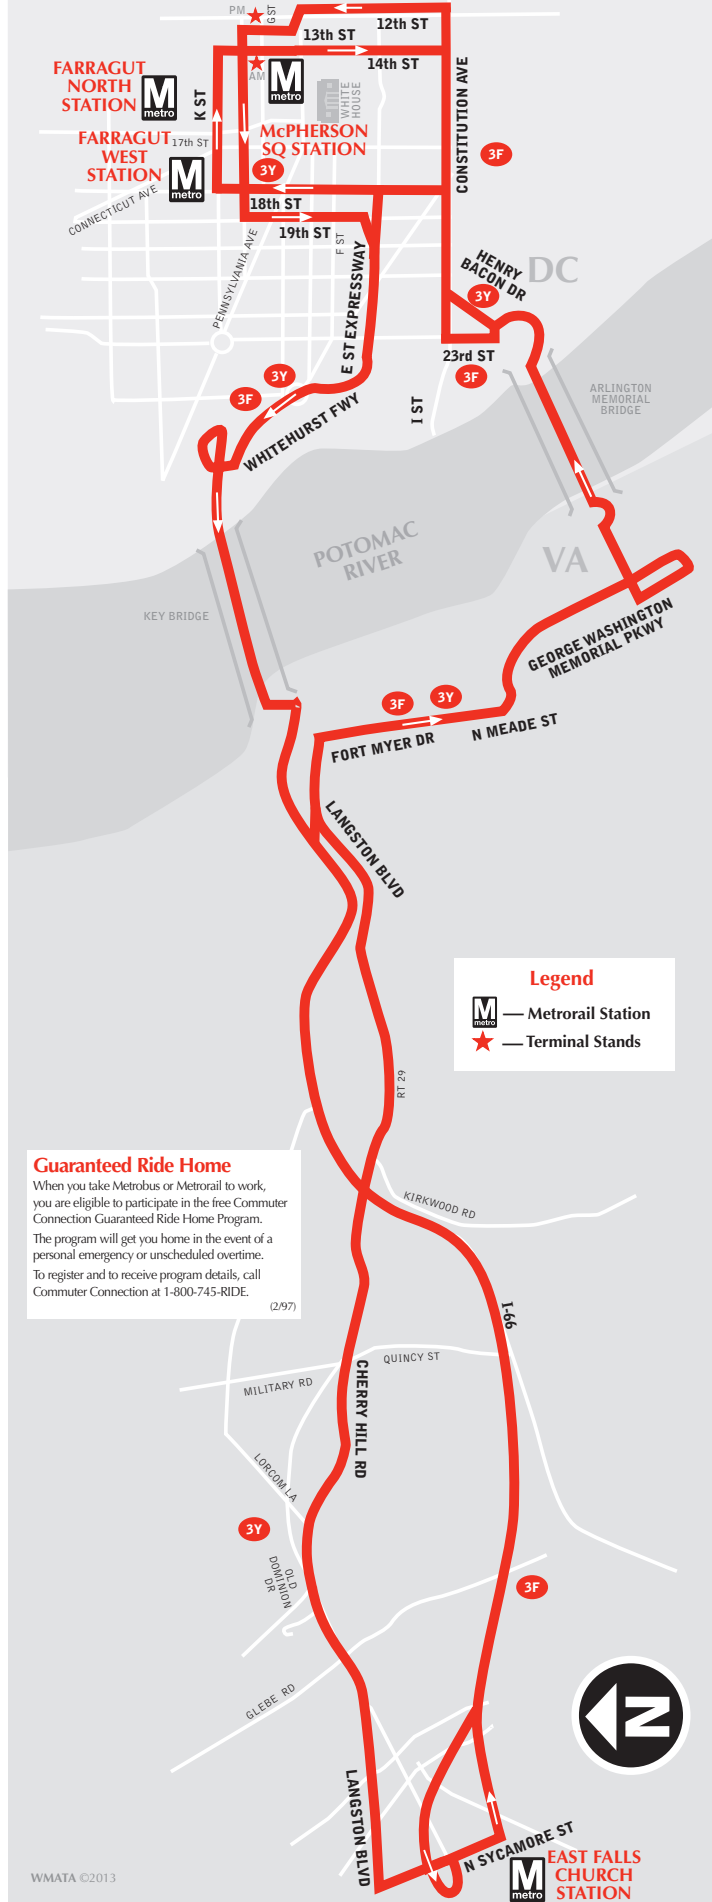 PM
G ST
12th ST
13th ST
14th ST
AM
M
metro
FARRAGUT
NORTH
STATION
M
metro
K ST
WHITE
HOUSE
CONSTITUTION AVE
McPHERSON
SQ STATION
FARRAGUT
WEST
STATION
17th ST
M
metro
3Y
3F
CONNECTICUT AVE
18th ST
19th ST
F ST
PENNSYLVANIA AVE
E ST EXPRESSWAY
HENRY
BACON DR
DC
3Y
23rd ST
3F
3Y
3F
I ST
ARLINGTON
MEMORIAL
BRIDGE
WHITEHURST FWY
POTOMAC
RIVER
VA
KEY BRIDGE
GEORGE WASHINGTON
MEMORIAL PKWY
3F
3Y
FORT MYER DR
N MEADE ST
LANGSTON BLVD
Legend
M
metro
— Metrorail Station
— Terminal Stands
RT 29
Guaranteed Ride Home
When you take Metrobus or Metrorail to work,
you are eligible to participate in the free Commuter
Connection Guaranteed Ride Home Program.
The program will get you home in the event of a
personal emergency or unscheduled overtime.
To register and to receive program details, call
Commuter Connection at 1-800-745-RIDE.
(2/97)
KIRKWOOD RD
I-66
QUINCY ST
MILITARY RD
CHERRY HILL RD
LORCOM LA
3Y
OLD
DOMINION
DR
3F
GLEBE RD
N
LANGSTON BLVD
N SYCAMORE ST
M
metro
EAST FALLS
CHURCH
STATION
WMATA ©2013